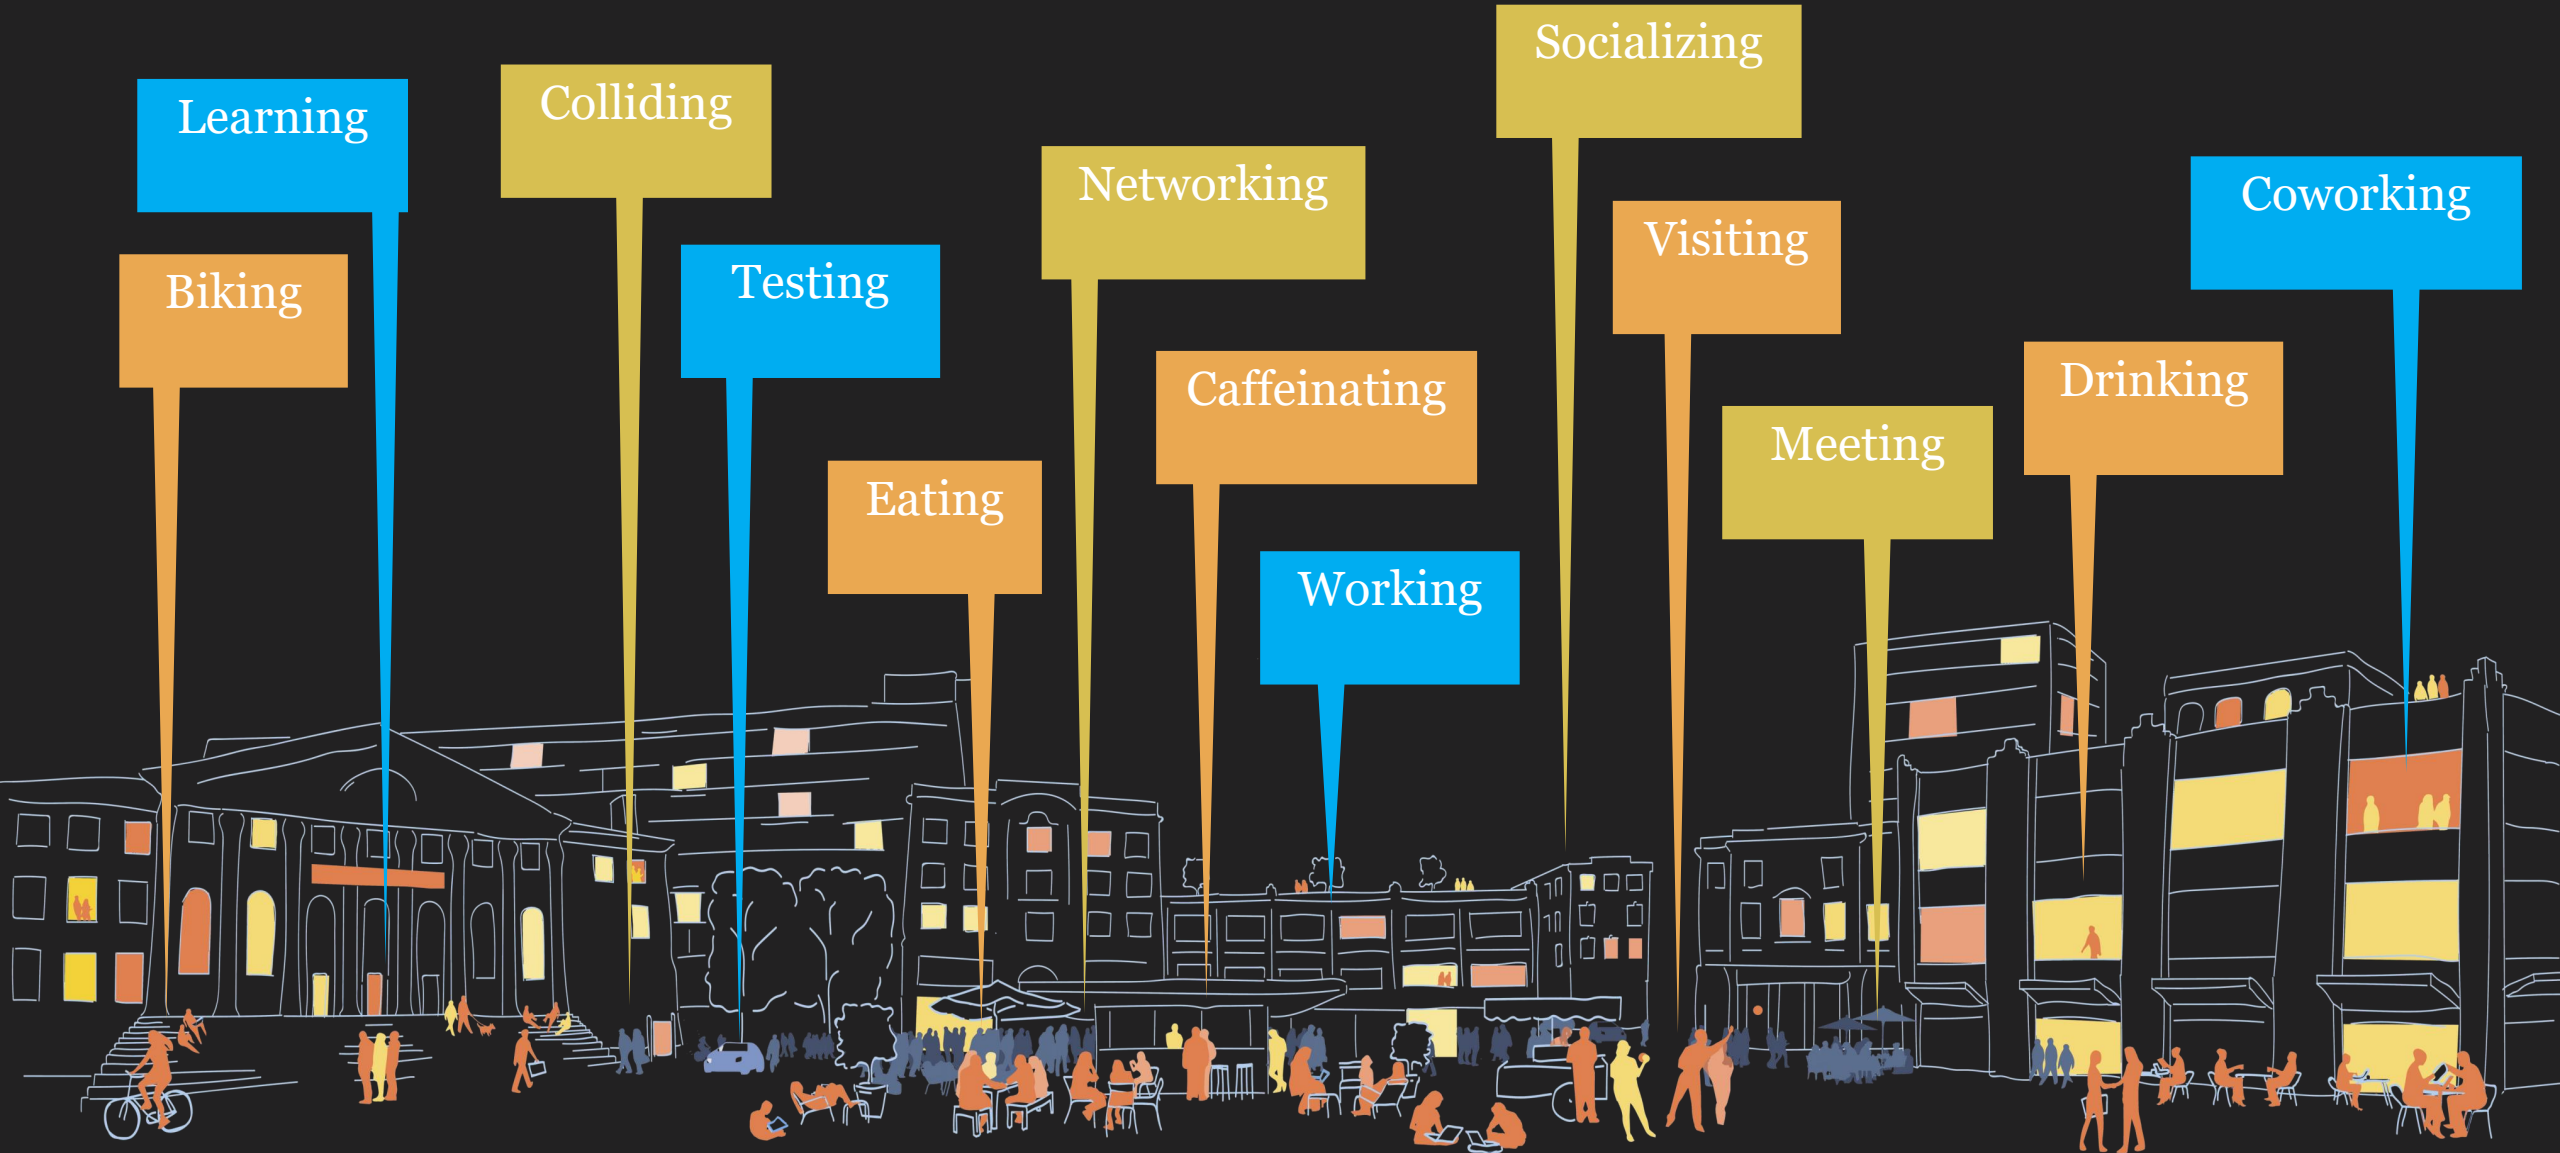 Socializing
Learning
Colliding
Networking
Coworking
Visiting
Biking
Testing
Caffeinating
Drinking
Meeting
Eating
Working